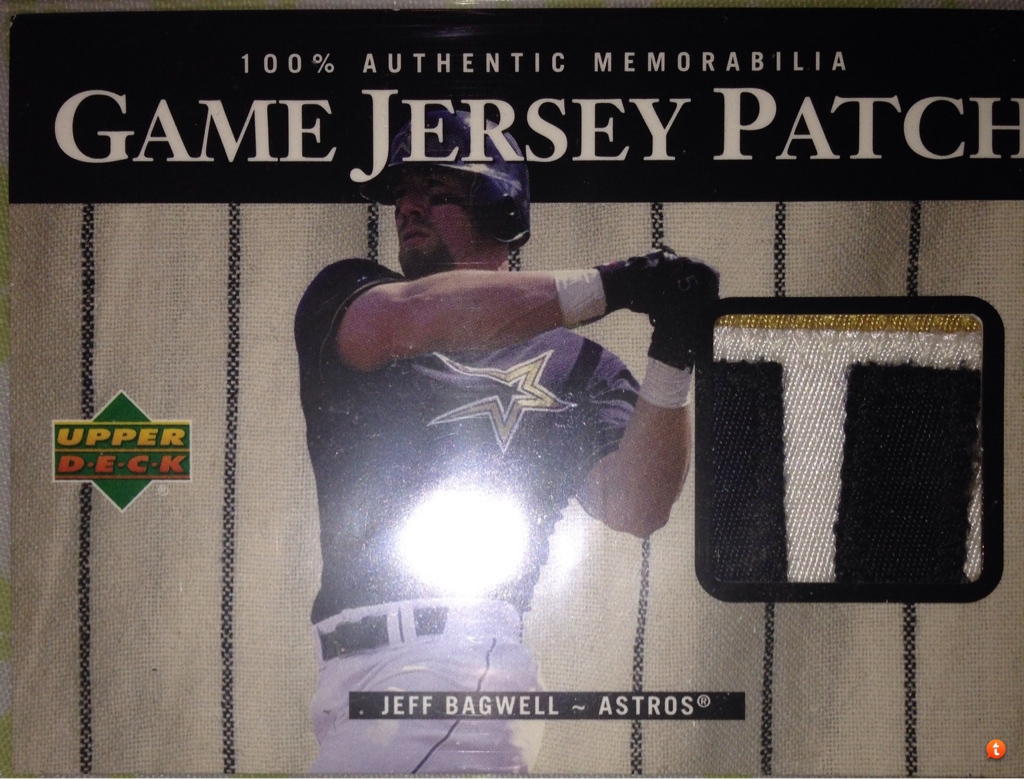 100% AUTHENTIC MEMORABILIA
GAME JERSEY PATCH
UPPER
D·E·C·K
®
JEFF BAGWELL ~ ASTROS®
t